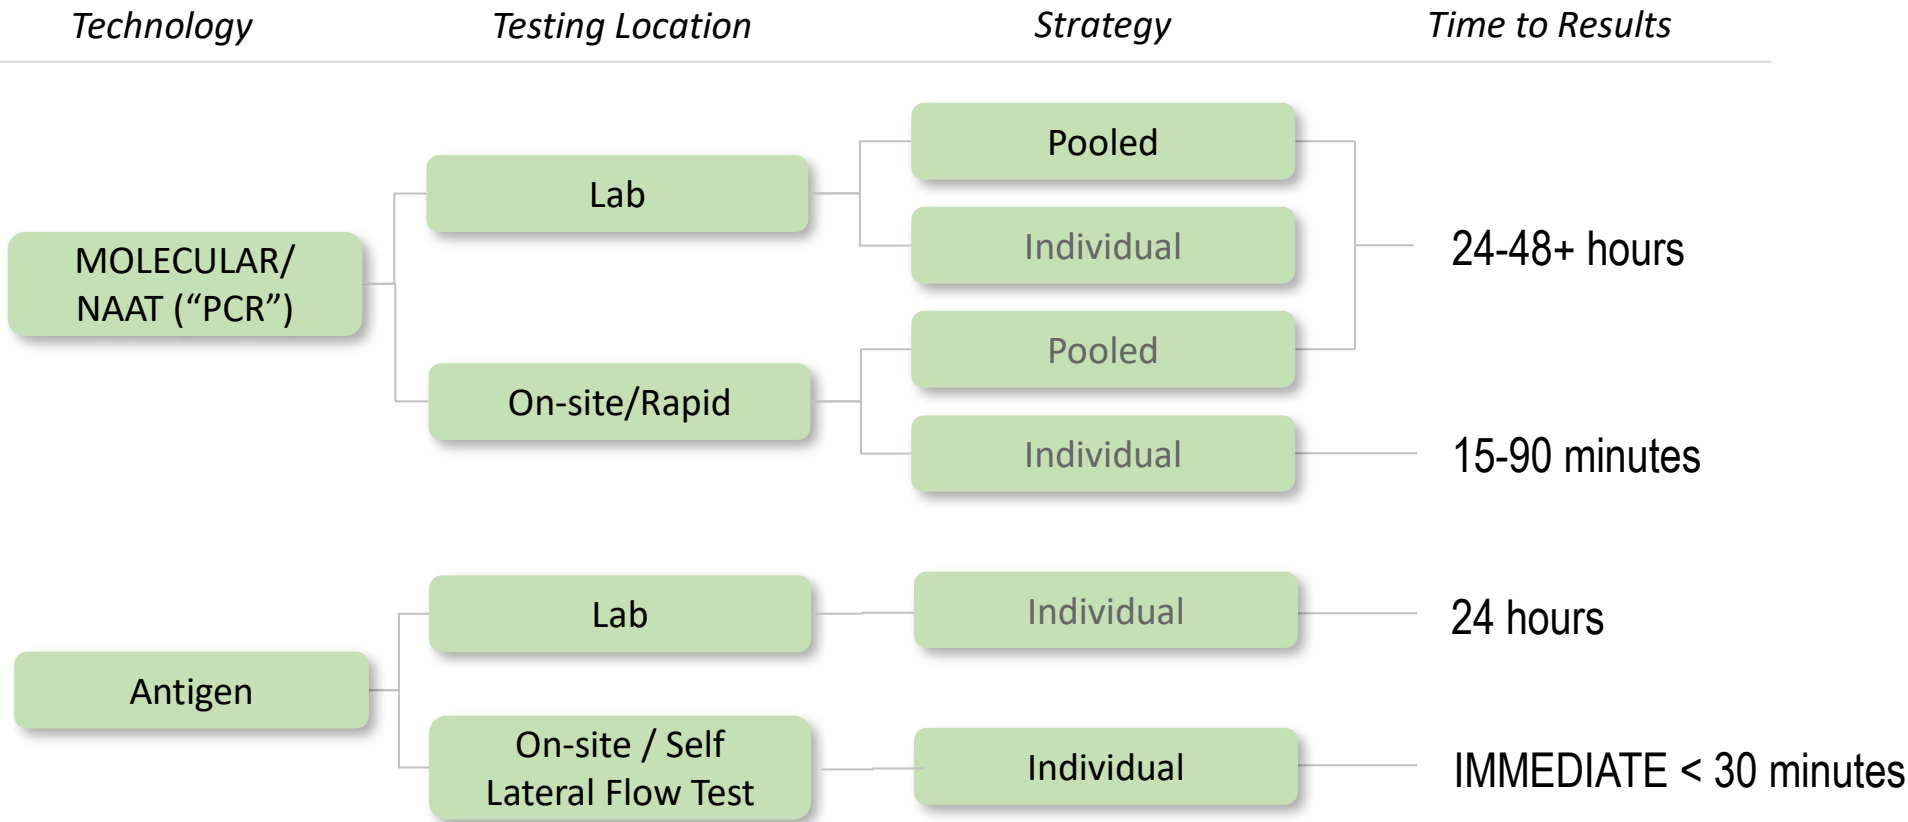 Technology
Testing Location
Strategy
Time to Results
MOLECULAR/
NAAT (“PCR”)
Lab
Pooled
Individual
24-48+ hours
On-site/Rapid
Pooled
Individual
15-90 minutes
Antigen
Lab
Individual
24 hours
On-site / Self
Lateral Flow Test
Individual
IMMEDIATE < 30 minutes